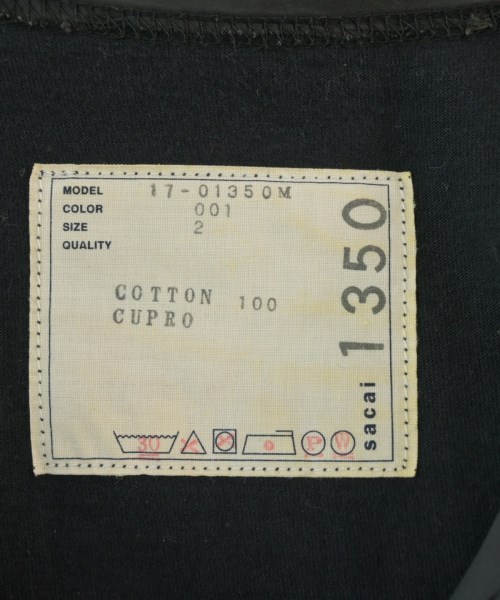 MODEL 17-01350M
COLOR 001
SIZE 2
QUALITY
COTTON 100
CUPRO
30 P W
sacai 1350